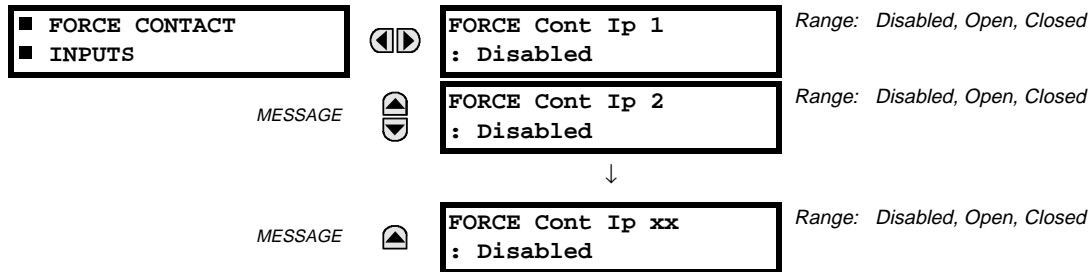 ■ FORCE CONTACT
■ INPUTS
FORCE Cont Ip 1
: Disabled
Range: Disabled, Open, Closed
MESSAGE
FORCE Cont Ip 2
: Disabled
Range: Disabled, Open, Closed
↓
MESSAGE
FORCE Cont Ip xx
: Disabled
Range: Disabled, Open, Closed